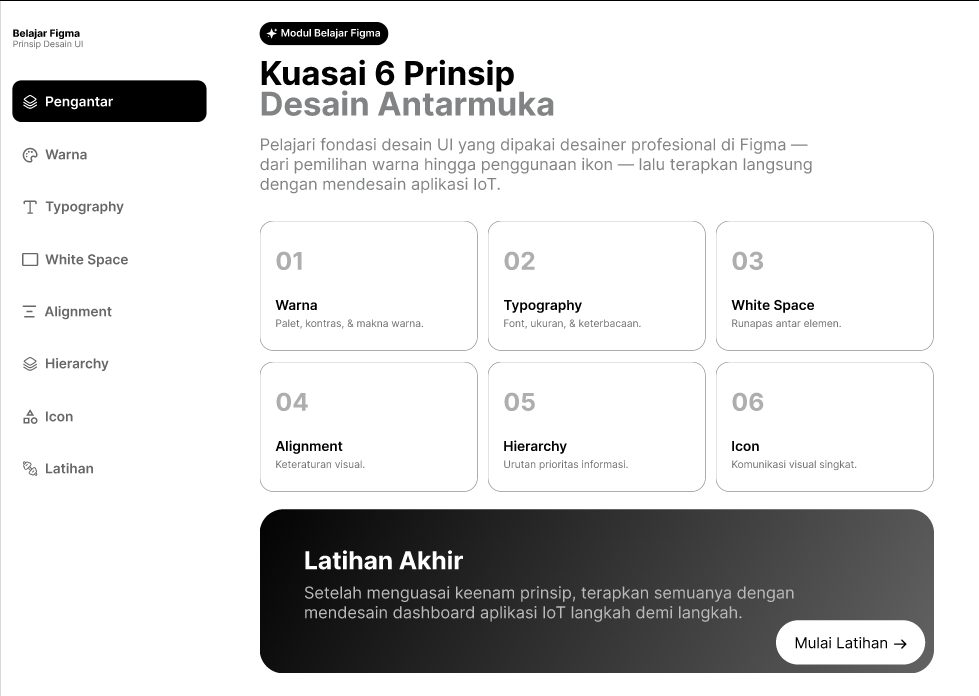 Belajar Figma
Prinsip Desain UI
Pengantar
Warna
Typography
White Space
Alignment
Hierarchy
Icon
Latihan
Modul Belajar Figma
Kuasai 6 Prinsip
Desain Antarmuka
Pelajari fondasi desain UI yang dipakai desainer profesional di Figma —
dari pemilihan warna hingga penggunaan ikon — lalu terapkan langsung
dengan mendesain aplikasi IoT.
01
Warna
Palet, kontras, & makna warna.
02
Typography
Font, ukuran, & keterbacaan.
03
White Space
Runapas antar elemen.
04
Alignment
Keteraturan visual.
05
Hierarchy
Urutan prioritas informasi.
06
Icon
Komunikasi visual singkat.
Latihan Akhir
Setelah menguasai keenam prinsip, terapkan semuanya dengan
mendesain dashboard aplikasi IoT langkah demi langkah.
Mulai Latihan →